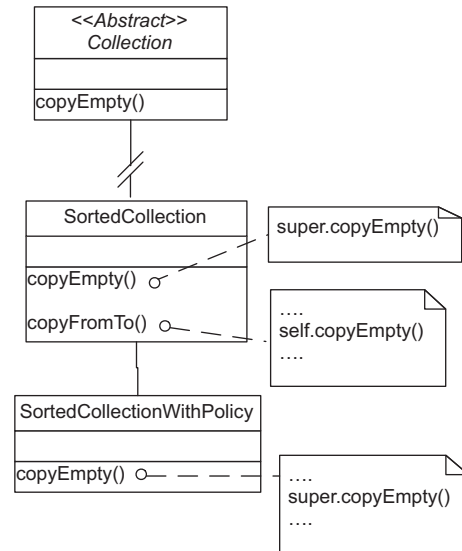 <<Abstract>>
Collection
copyEmpty()
SortedCollection
copyEmpty()
super.copyEmpty()
copyFromTo()
....
self.copyEmpty()
....
SortedCollectionWithPolicy
copyEmpty()
....
super.copyEmpty()
....